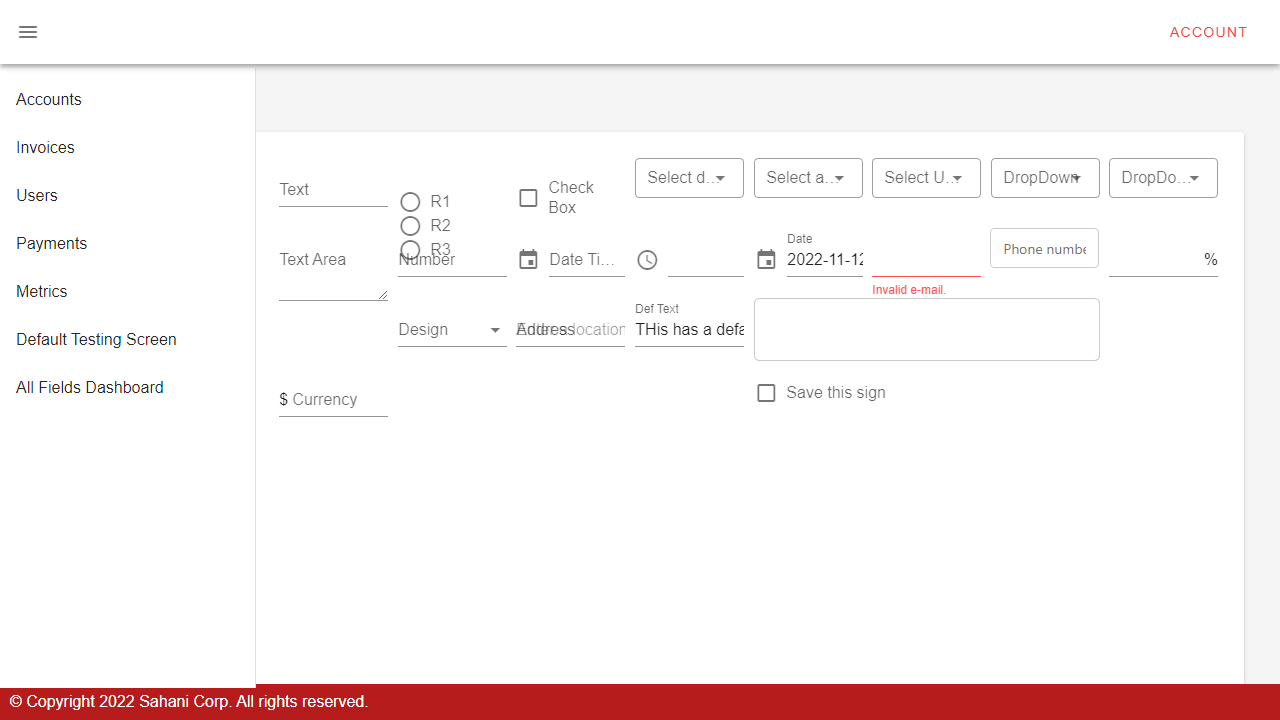 ACCOUNT
Accounts
Invoices
Users
Payments
Metrics
Default Testing Screen
All Fields Dashboard
Text
R1
R2
R3
Check
Box
Select d...
Select a...
Select U...
DropDown
DropDo...
Text Area
Number
Date Ti...
Date
2022-11-12
Invalid e-mail.
Phone numbe
%
Design
Address
Enter a location
Def Text
THis has a defa
Save this sign
$ Currency
© Copyright 2022 Sahani Corp. All rights reserved.